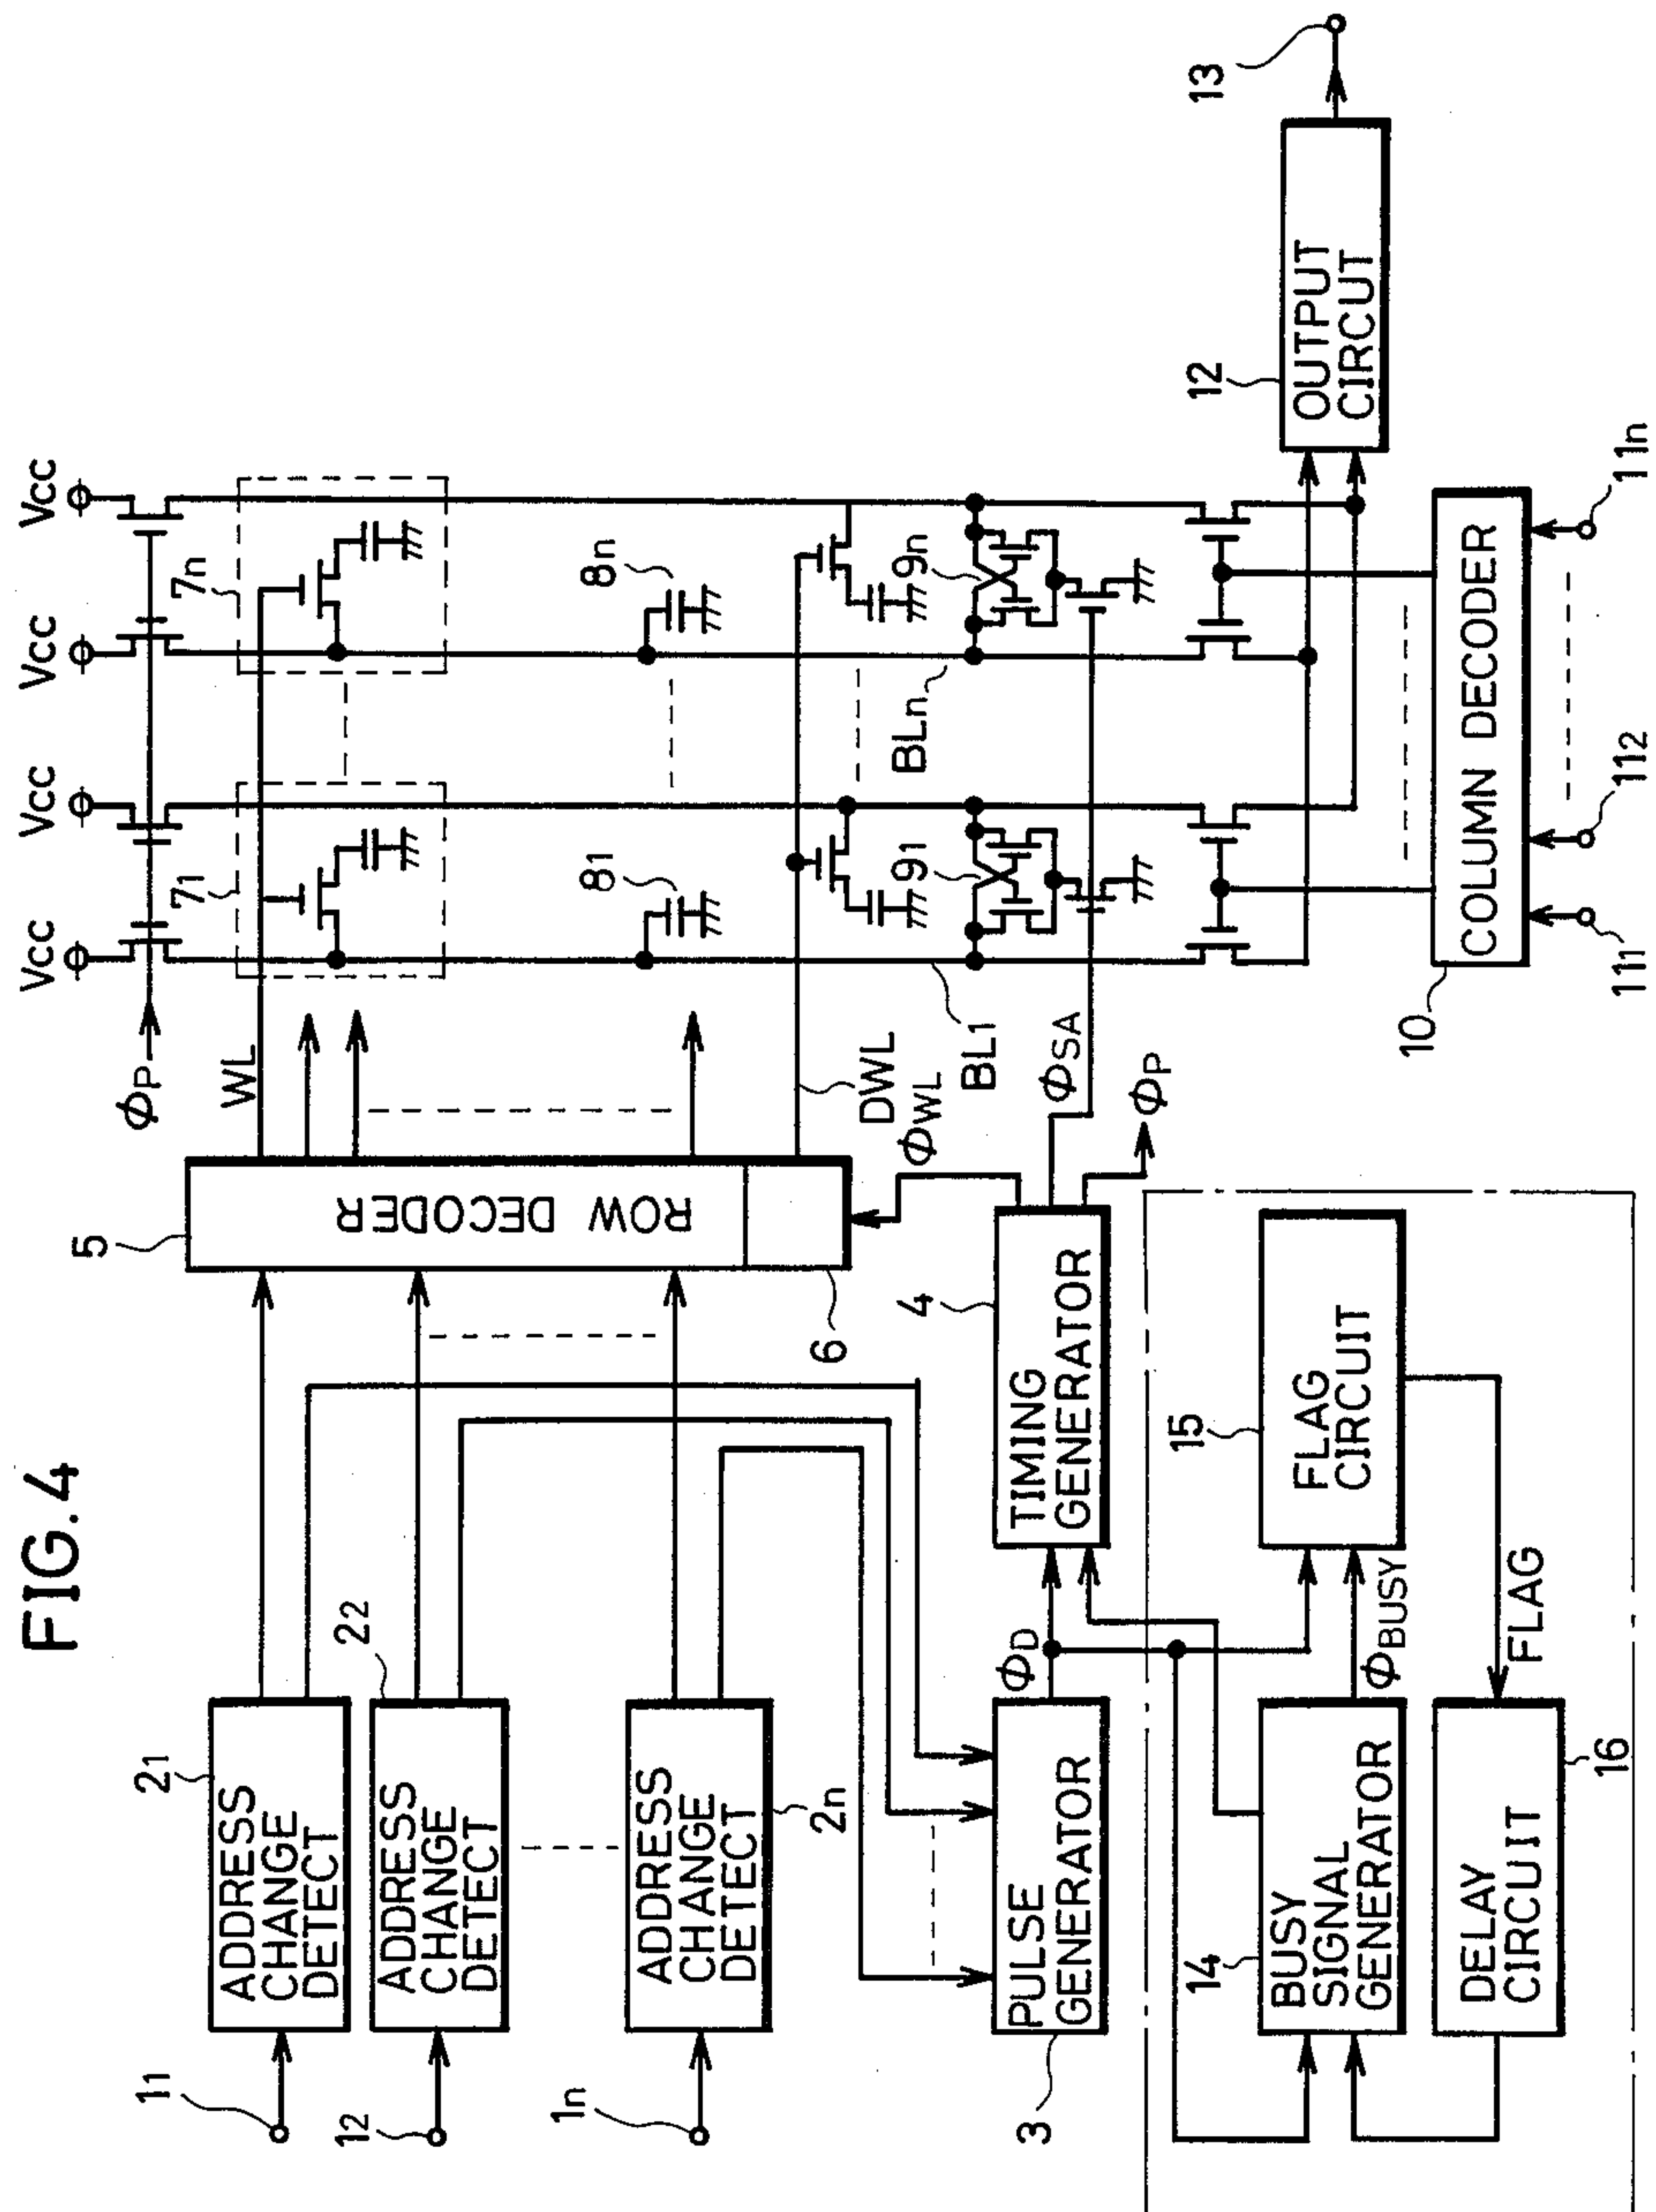 FIG. 4
11
ADDRESS
CHANGE
DETECT
21
12
ADDRESS
CHANGE
DETECT
22
1n
ADDRESS
CHANGE
DETECT
2n
3
PULSE
GENERATOR
ΦD
TIMING
GENERATOR
4
14
BUSY
SIGNAL
GENERATOR
ΦBUSY
FLAG
CIRCUIT
15
DELAY
CIRCUIT
16
FLAG
5
ROW DECODER
6
ΦWL
ΦSA
ΦP
ΦP
WL
DWL
BL1
BLn
Vcc
Vcc
Vcc
Vcc
71
7n
81
8n
91
9n
10
COLUMN DECODER
111
112
11n
12
OUTPUT
CIRCUT
13